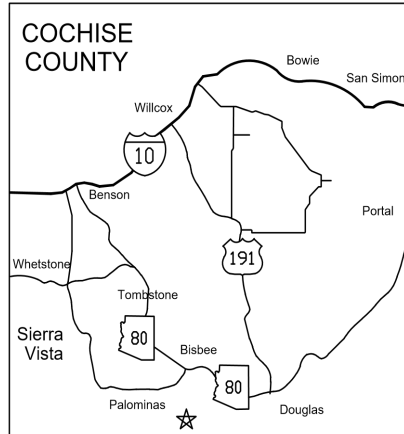 COCHISE
COUNTY
Bowie
San Simon
Willcox
10
Benson
Portal
Whetstone
191
Tombstone
Sierra
Vista
80
Bisbee
80
Palominas
Douglas